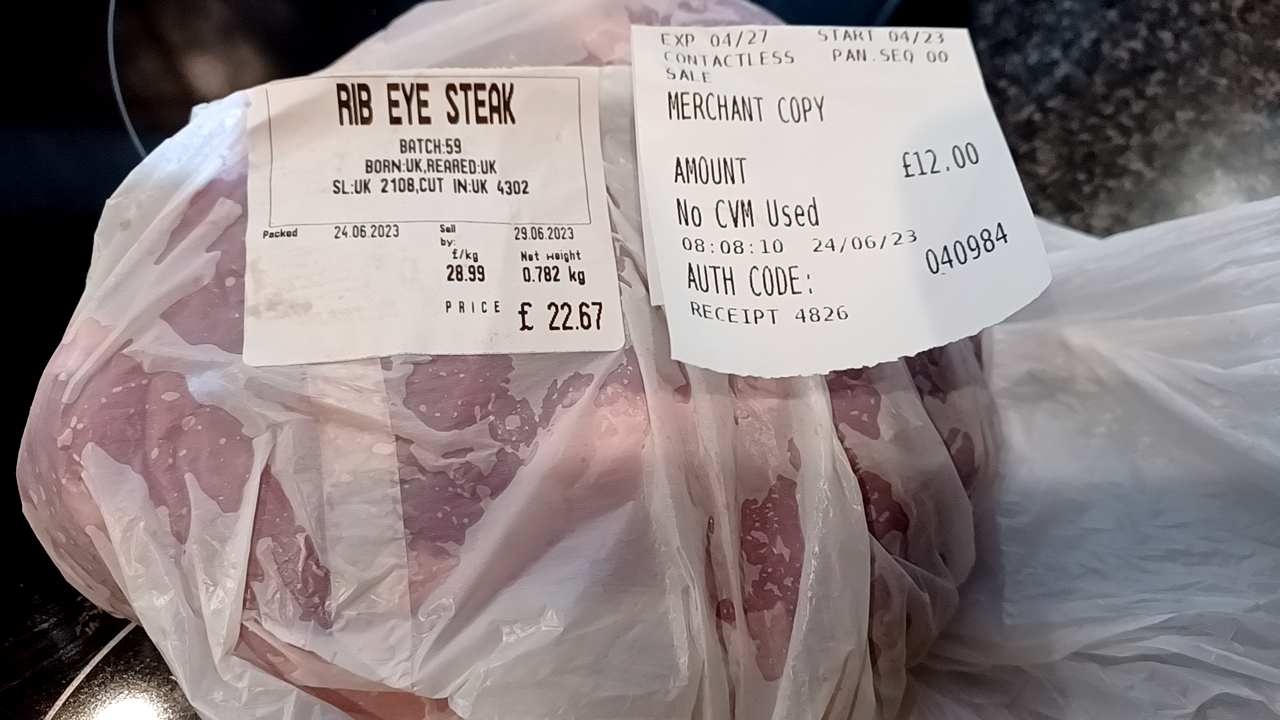 RIB EYE STEAK
BATCH:59
BORN:UK,REARED:UK
SL:UK 2108,CUT IN:UK 4302
Packed 24.06.2023 Sell by: 29.06.2023
£/kg Net weight
28.99 0.782 kg
PRICE £ 22.67
EXP 04/27 START 04/23
CONTACTLESS PAN.SEQ 00
SALE
MERCHANT COPY
AMOUNT £12.00
No CVM Used
08:08:10 24/06/23
AUTH CODE: 040984
RECEIPT 4826